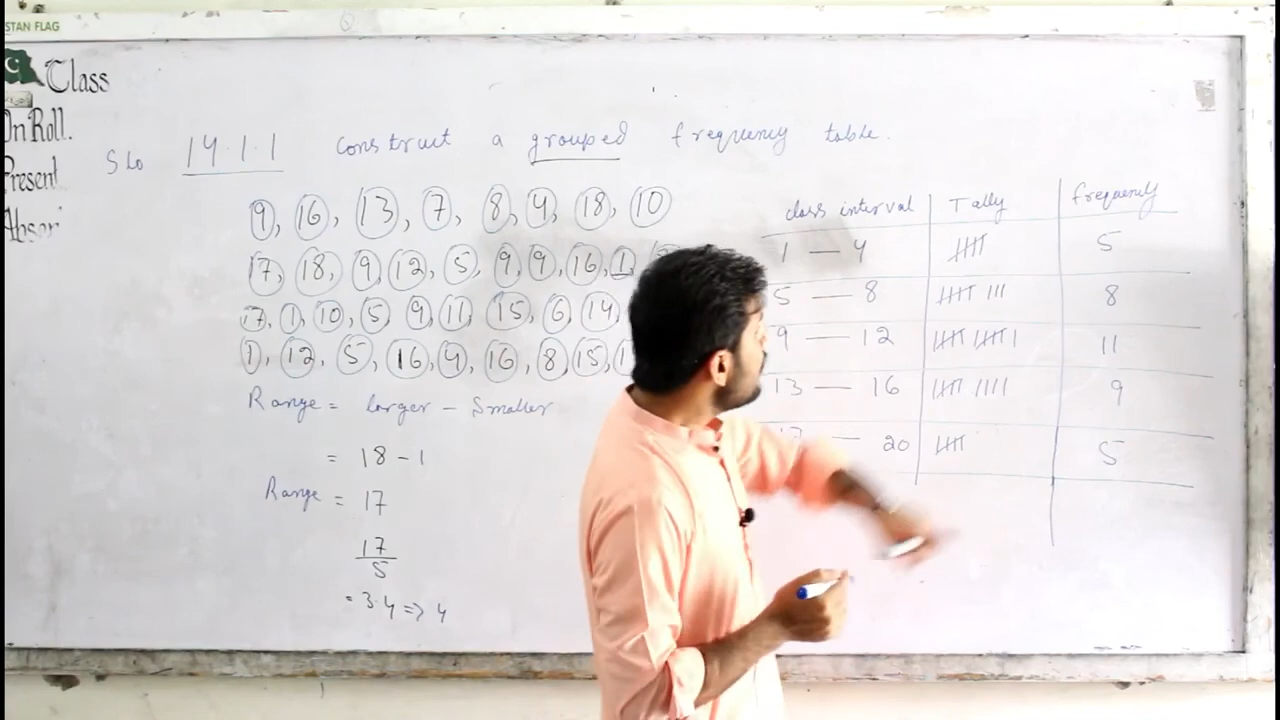 STAN FLAG
Class
On Roll.
Present
Absen
Slo 14.1.1 construct a grouped frequency table.
9, 16, 13, 7, 8, 4, 18, 10
17, 18, 9, 12, 5, 9, 9, 16, 1,
17, 1, 10, 5, 9, 11, 15, 6, 14,
1, 12, 5, 16, 4, 16, 8, 15, 1
Range = larger - Smaller
= 18 - 1
Range = 17
17
5
= 3.4 => 4
class interval Tally frequency
1 — 4 5
5 — 8 8
9 — 12 11
13 — 16 9
— 20 5